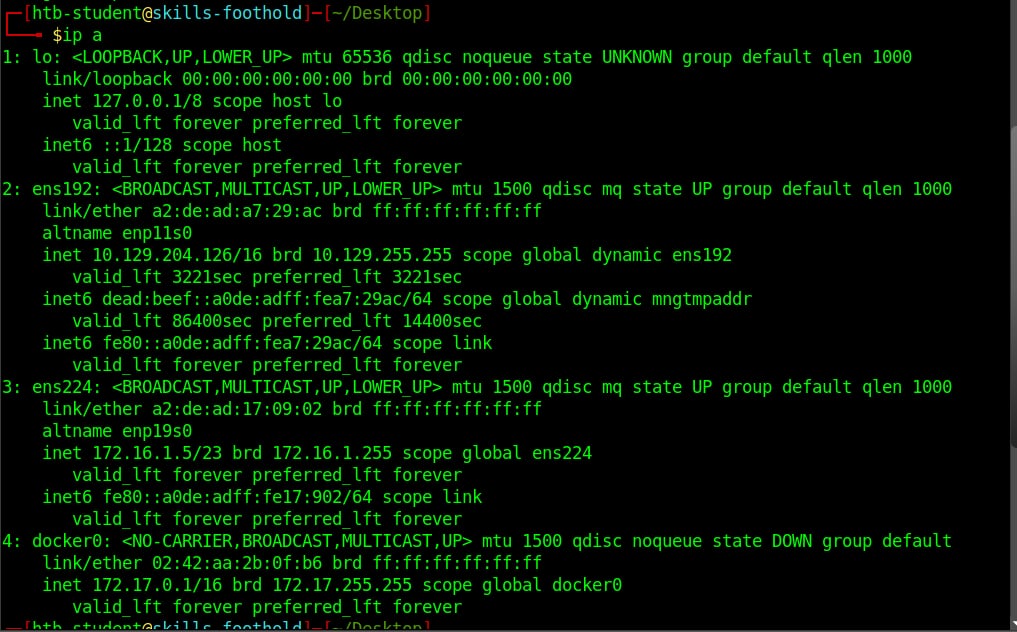 [htb-student@skills-foothold]-[~/Desktop]
$ip a
1: lo: <LOOPBACK,UP,LOWER_UP> mtu 65536 qdisc noqueue state UNKNOWN group default qlen 1000
link/loopback 00:00:00:00:00:00 brd 00:00:00:00:00:00
inet 127.0.0.1/8 scope host lo
valid_lft forever preferred_lft forever
inet6 ::1/128 scope host
valid_lft forever preferred_lft forever
2: ens192: <BROADCAST,MULTICAST,UP,LOWER_UP> mtu 1500 qdisc mq state UP group default qlen 1000
link/ether a2:de:ad:a7:29:ac brd ff:ff:ff:ff:ff:ff
altname enp11s0
inet 10.129.204.126/16 brd 10.129.255.255 scope global dynamic ens192
valid_lft 3221sec preferred_lft 3221sec
inet6 dead:beef::a0de:adff:fea7:29ac/64 scope global dynamic mngtmpaddr
valid_lft 86400sec preferred_lft 14400sec
inet6 fe80::a0de:adff:fea7:29ac/64 scope link
valid_lft forever preferred_lft forever
3: ens224: <BROADCAST,MULTICAST,UP,LOWER_UP> mtu 1500 qdisc mq state UP group default qlen 1000
link/ether a2:de:ad:17:09:02 brd ff:ff:ff:ff:ff:ff
altname enp19s0
inet 172.16.1.5/23 brd 172.16.1.255 scope global ens224
valid_lft forever preferred_lft forever
inet6 fe80::a0de:adff:fe17:902/64 scope link
valid_lft forever preferred_lft forever
4: docker0: <NO-CARRIER,BROADCAST,MULTICAST,UP> mtu 1500 qdisc noqueue state DOWN group default
link/ether 02:42:aa:2b:0f:b6 brd ff:ff:ff:ff:ff:ff
inet 172.17.0.1/16 brd 172.17.255.255 scope global docker0
valid_lft forever preferred_lft forever
[htb-student@skills-foothold]-[~/Desktop]